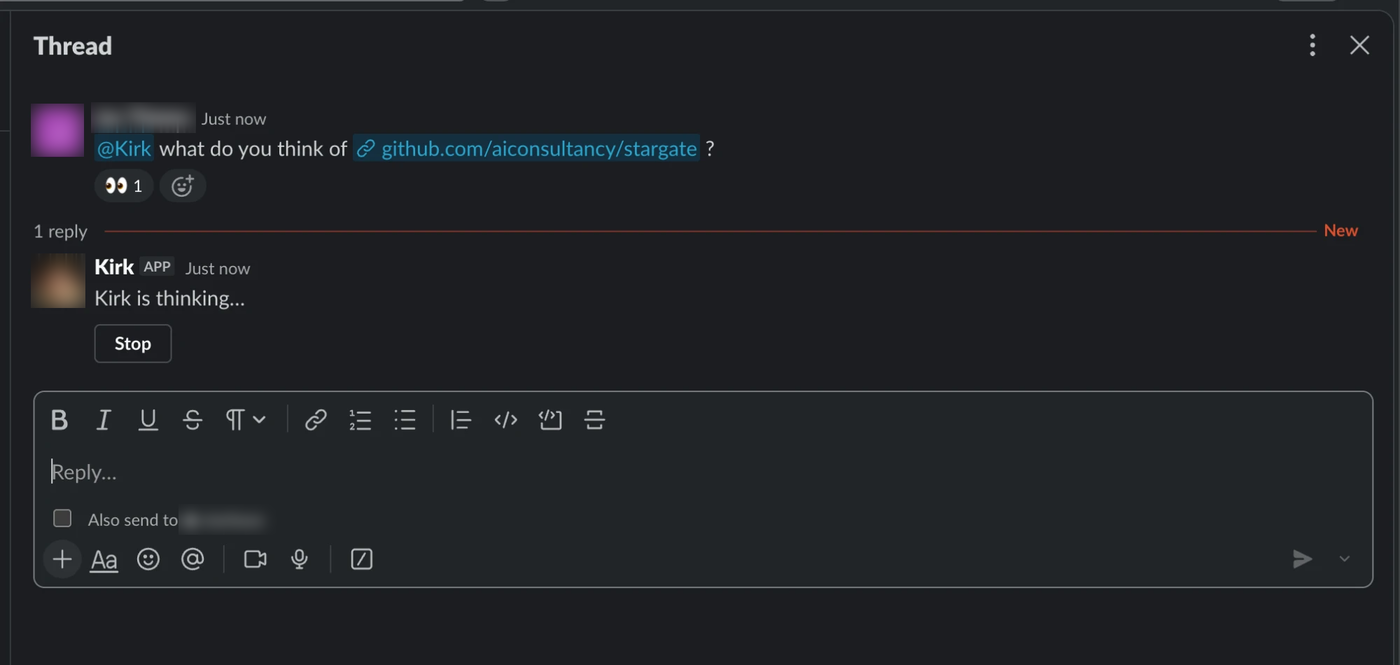 Thread
Just now
@Kirk what do you think of github.com/aiconsultancy/stargate ?
👀 1
1 reply
New
Kirk APP Just now
Kirk is thinking...
Stop
B I U S ¶
Reply...
Also send to
Aa @